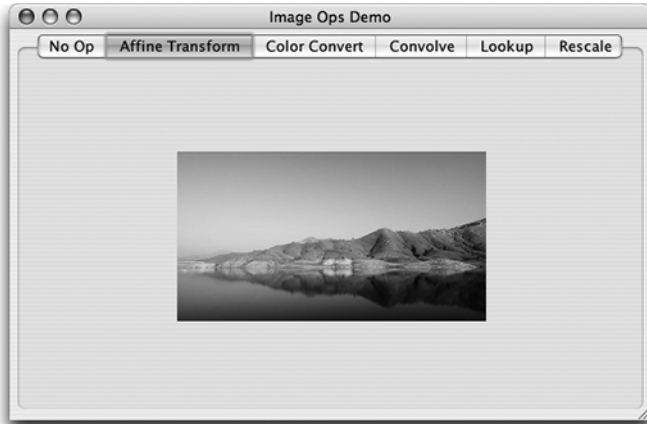 Image Ops Demo
No Op Affine Transform Color Convert Convolve Lookup Rescale